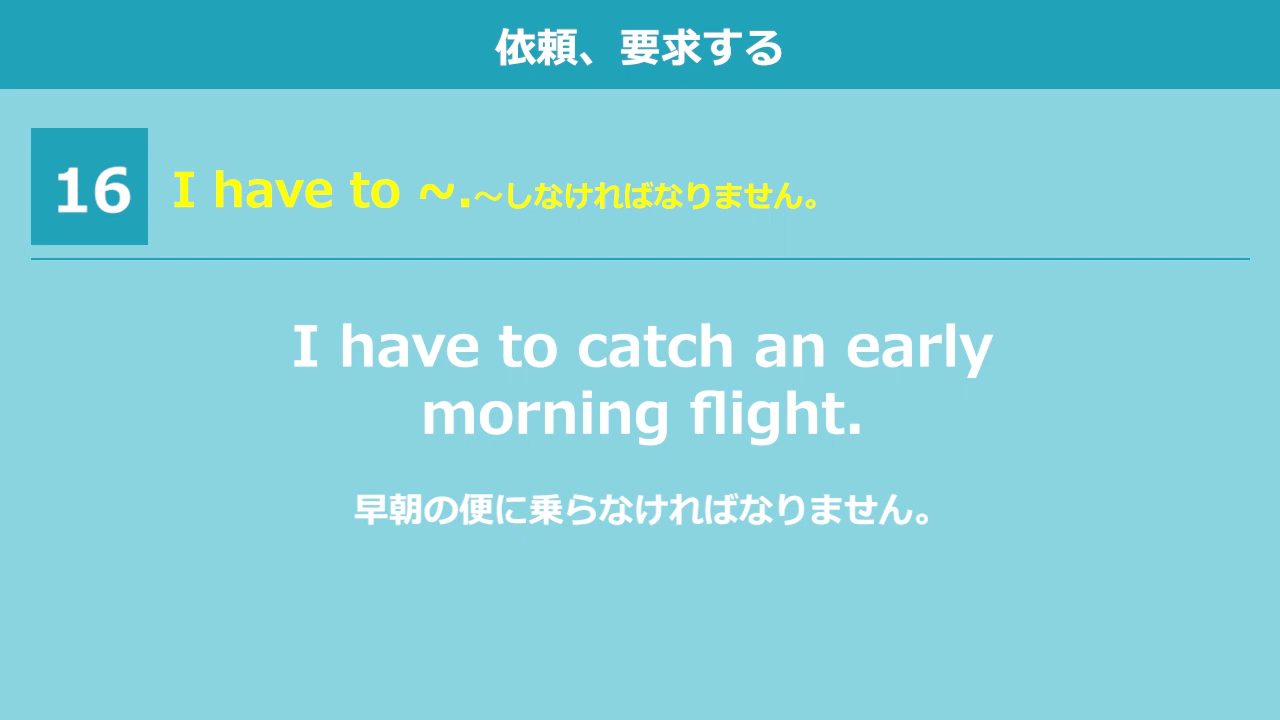 依頼、要求する
16 I have to ~.～しなければなりません。
I have to catch an early
morning flight.
早朝の便に乗らなければなりません。